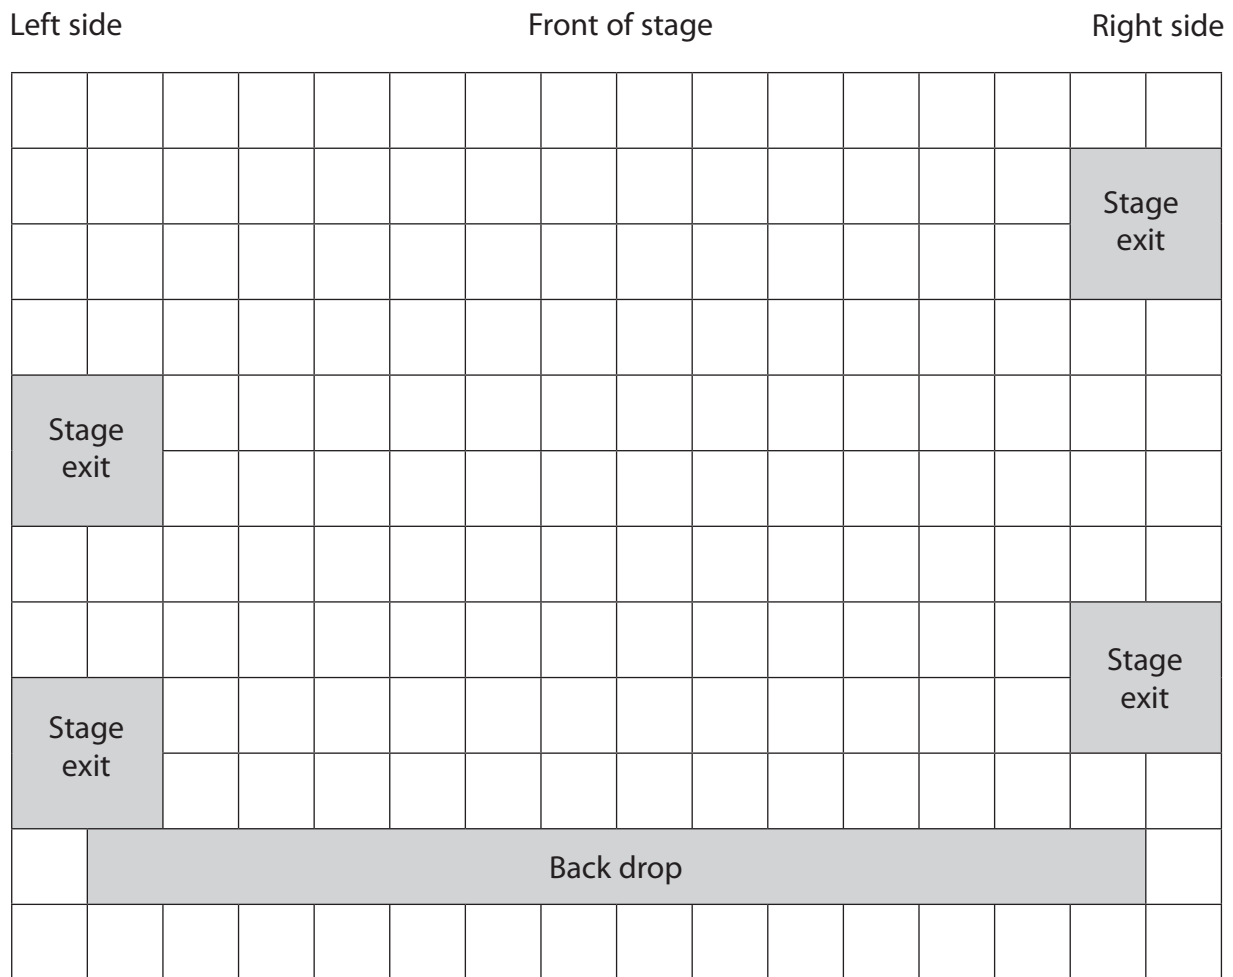 Left side
Front of stage
Right side
Stage
exit
Stage
exit
Stage
exit
Stage
exit
Back drop